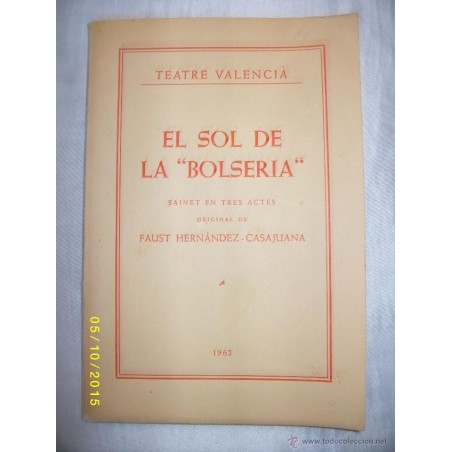 TEATRE VALENCIÀ
EL SOL DE
LA "BOLSERIA"
SAINET EN TRES ACTES
ORIGINAL DE
FAUST HERNÀNDEZ-CASAJUANA
1962
05/10/2015
© www.todocoleccion.net